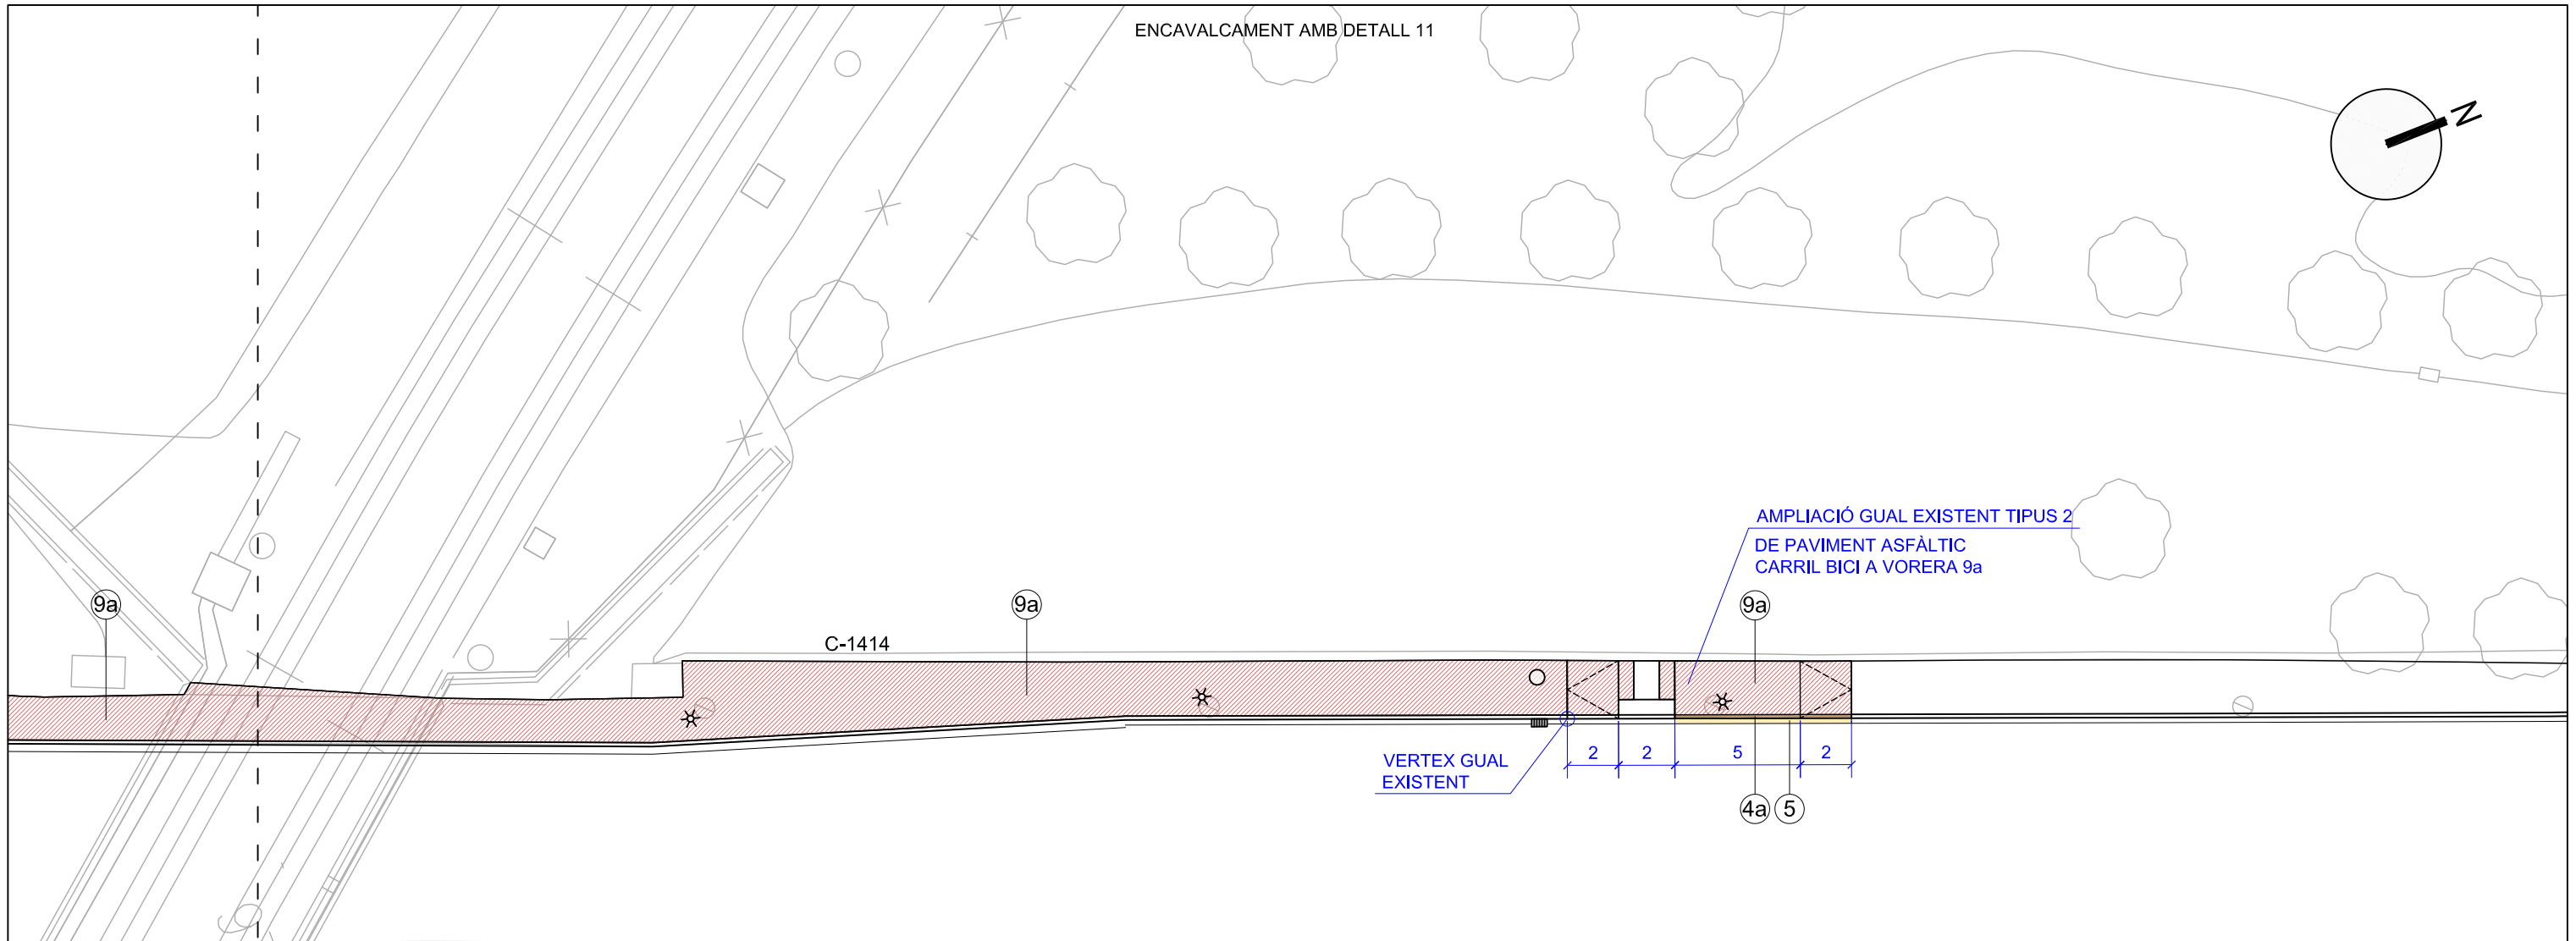 ENCAVALCAMENT AMB DETALL 11
N
AMPLIACIÓ GUAL EXISTENT TIPUS 2
DE PAVIMENT ASFÀLTIC
CARRIL BICI A VORERA 9a
9a
9a
9a
C-1414
VERTEX GUAL
EXISTENT
2
2
5
2
4a
5